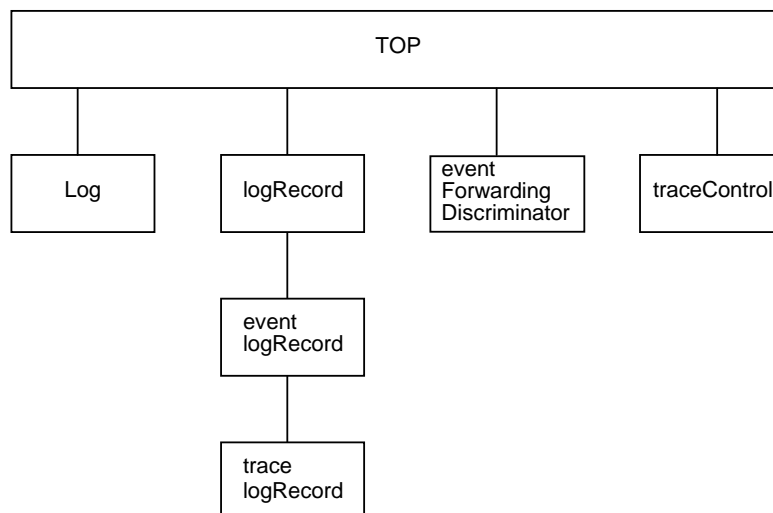 TOP
Log
logRecord
event
Forwarding
Discriminator
traceControl
event
logRecord
trace
logRecord